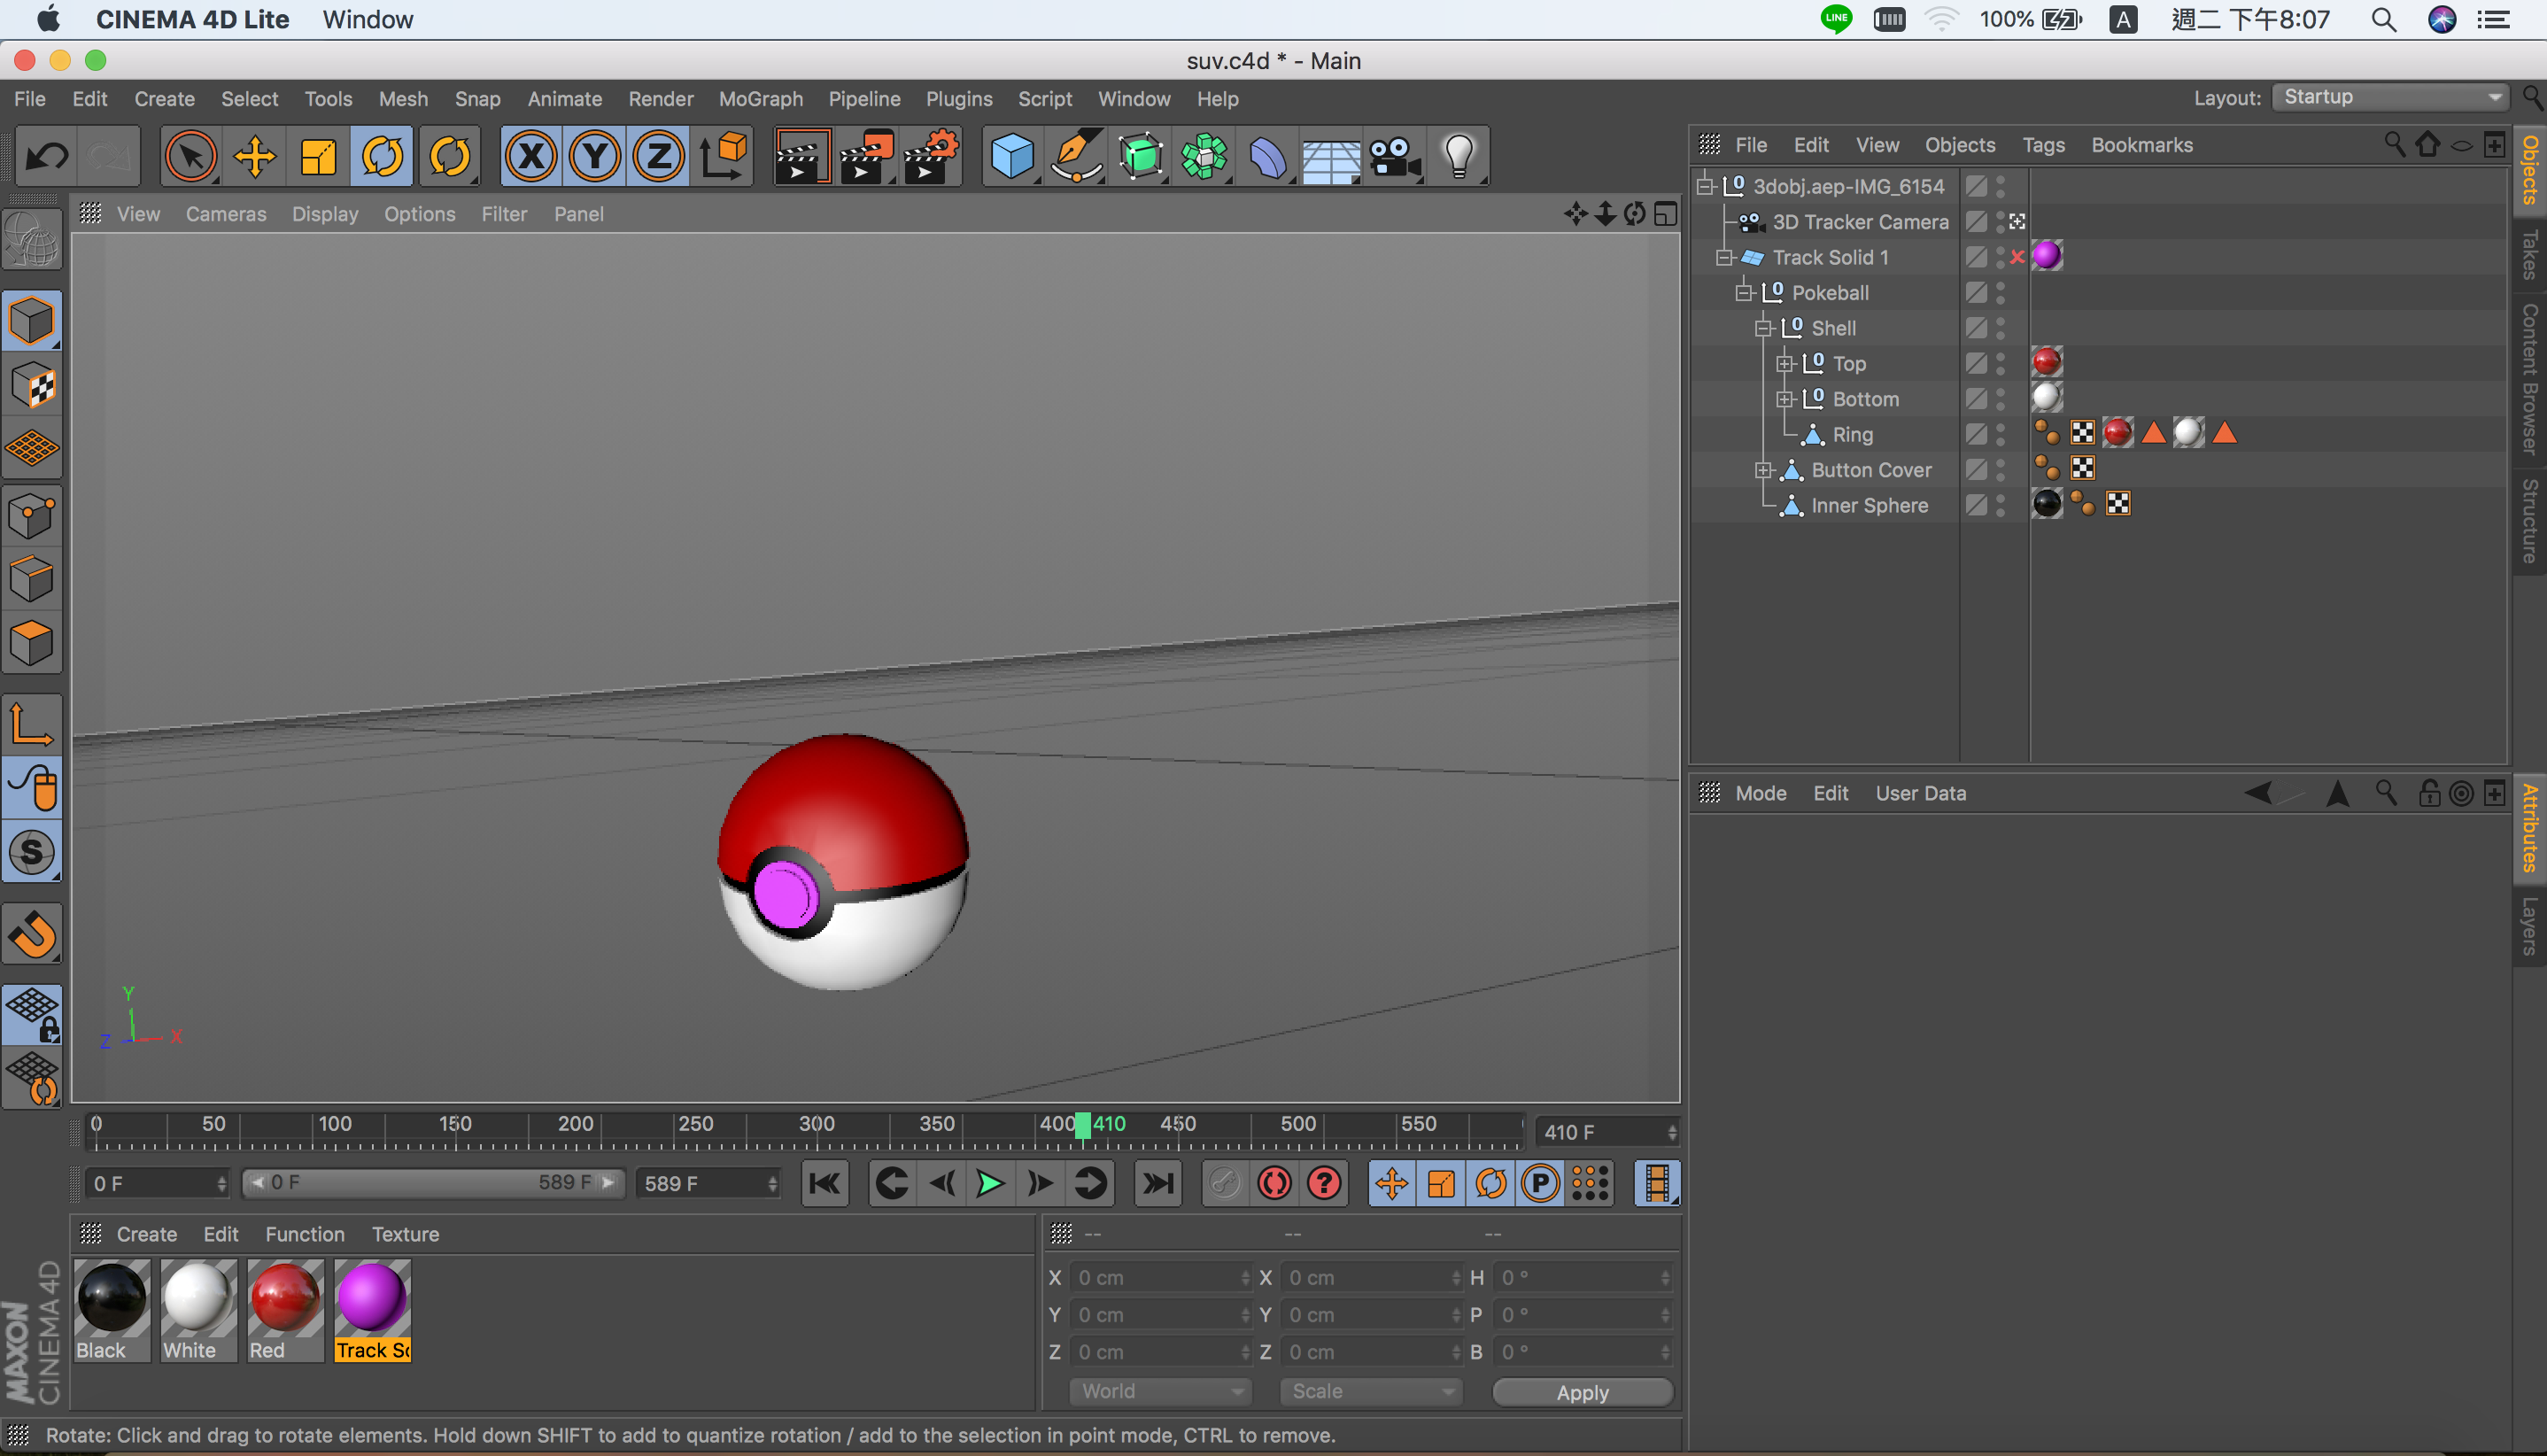 CINEMA 4D Lite Window LINE 100% A 週二 下午8:07
suv.c4d * - Main
File Edit Create Select Tools Mesh Snap Animate Render MoGraph Pipeline Plugins Script Window Help Layout: Startup
X Y Z
File Edit View Objects Tags Bookmarks
View Cameras Display Options Filter Panel
3dobj.aep-IMG_6154
3D Tracker Camera
Track Solid 1
Pokeball
Shell
Top
Bottom
Ring
Button Cover
Inner Sphere
Objects
Takes
Content Browser
Structure
Mode Edit User Data
Attributes
Layers
S
Y
Z X
0 50 100 150 200 250 300 350 400 410 450 500 550 410 F
0 F 0 F 589 F 589 F ? P
Create Edit Function Texture -- -- --
Black White Red Track So
X 0 cm X 0 cm H 0 °
Y 0 cm Y 0 cm P 0 °
Z 0 cm Z 0 cm B 0 °
World Scale Apply
MAXON
CINEMA 4D
Rotate: Click and drag to rotate elements. Hold down SHIFT to add to quantize rotation / add to the selection in point mode, CTRL to remove.